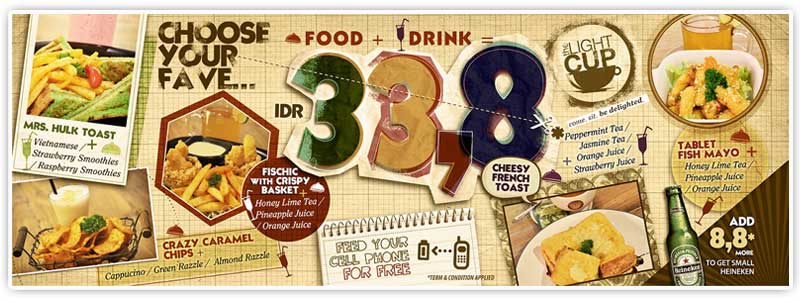 CHOOSE
YOUR
FAVE...
FOOD + DRINK =
IDR 33,8
the LIGHT
CUP
come, sit, be delighted.
MRS. HULK TOAST
+
Vietnamese /
Strawberry Smoothies
/ Raspberry Smoothies
FISCHIC
WITH CRISPY
BASKET +
Honey Lime Tea /
Pineapple Juice
/ Orange Juice
CRAZY CARAMEL
CHIPS +
Cappucino / Green Razzle / Almond Razzle
FEED YOUR
CELL PHONE
FOR FREE
*TERM & CONDITION APPLIED
CHEESY
FRENCH
TOAST
*
Peppermint Tea /
Jasmine Tea /
+ Orange Juice /
Strawberry Juice
TABLET
FISH MAYO +
Honey Lime Tea /
Pineapple Juice
/ Orange Juice
Heineken
ADD
8,8*
MORE
TO GET SMALL
HEINEKEN